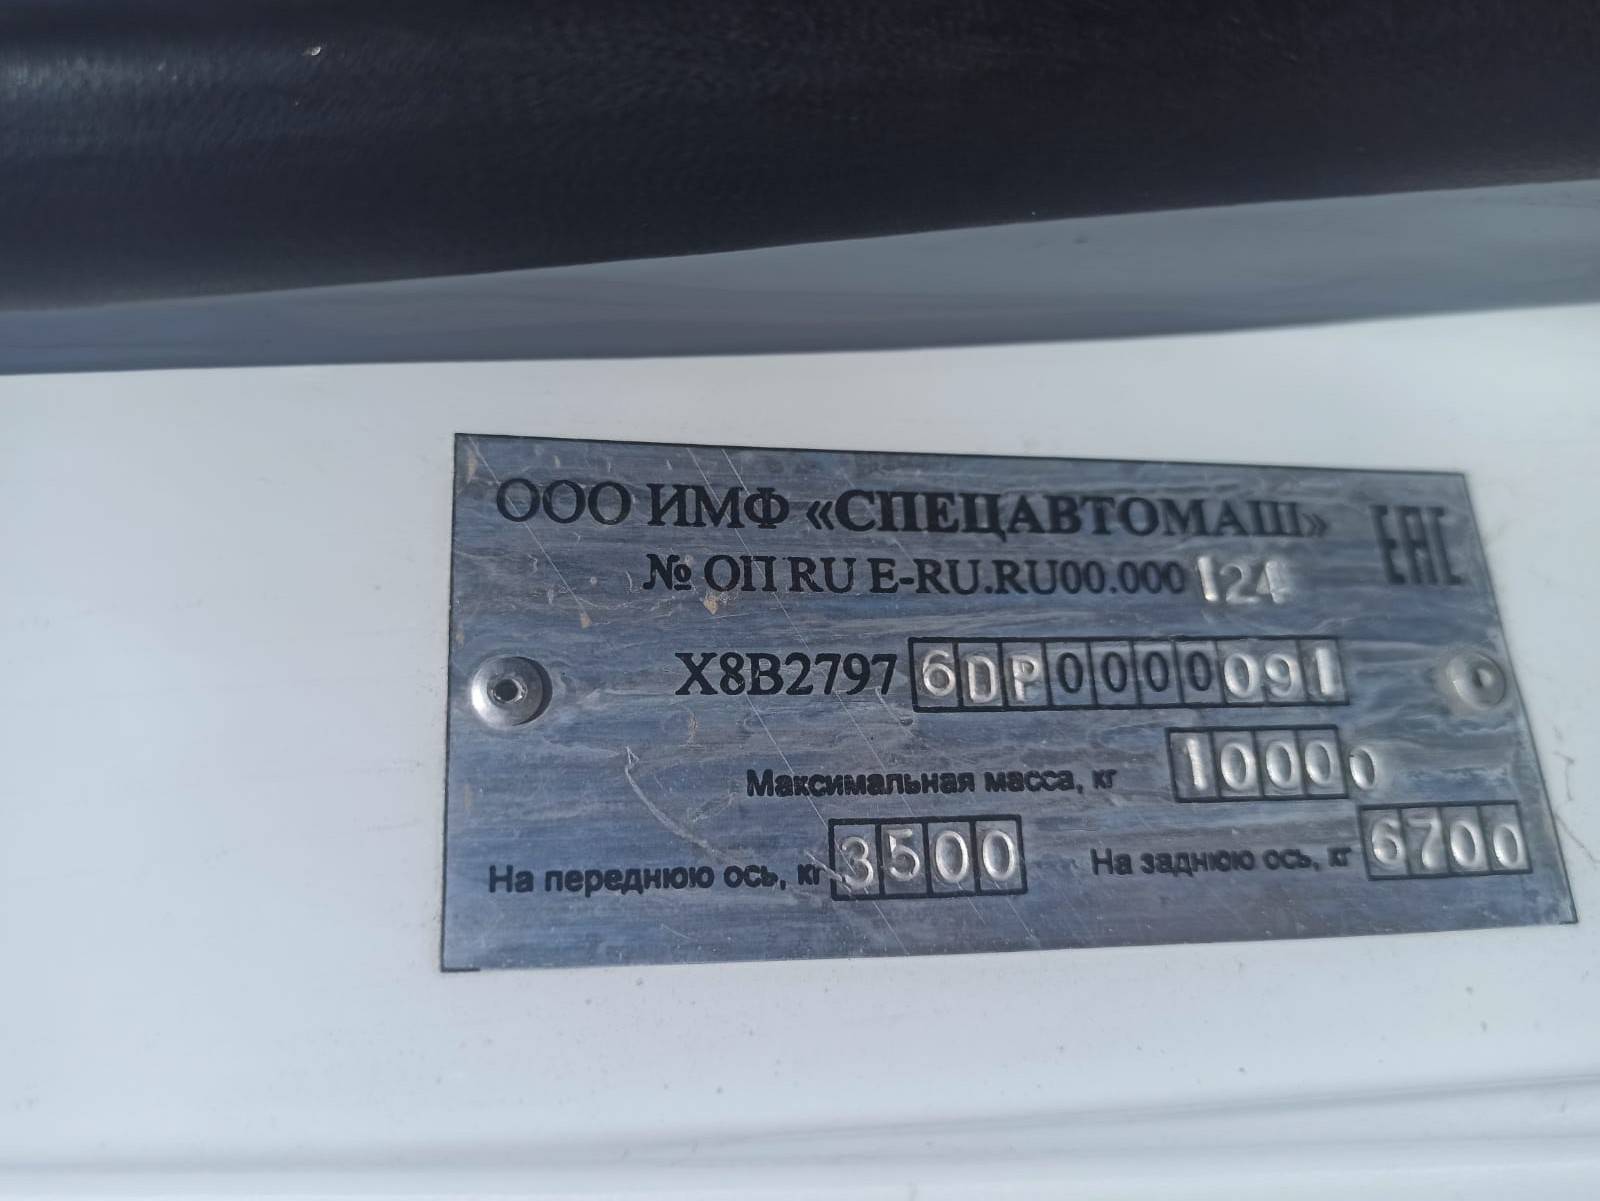 ООО ИМФ «СПЕЦАВТОМАШ» ЕАС
№ ОП RU E-RU.RU00.000124
X8B27976DP0000091
Максимальная масса, кг 10000
На переднюю ось, кг 3500 На заднюю ось, кг 6700